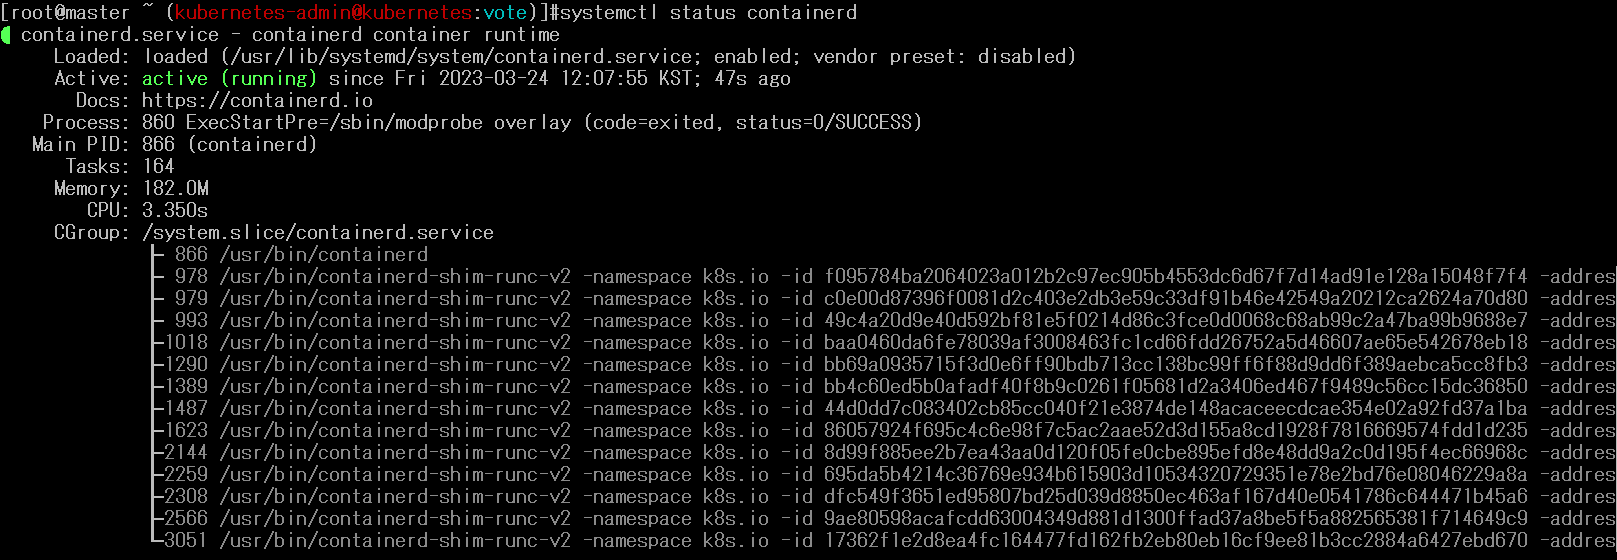 [root@master ~ (kubernetes-admin@kubernetes:vote)]#systemctl status containerd
containerd.service - containerd container runtime
Loaded: loaded (/usr/lib/systemd/system/containerd.service; enabled; vendor preset: disabled)
Active: active (running) since Fri 2023-03-24 12:07:55 KST; 47s ago
Docs: https://containerd.io
Process: 860 ExecStartPre=/sbin/modprobe overlay (code=exited, status=0/SUCCESS)
Main PID: 866 (containerd)
Tasks: 164
Memory: 182.0M
CPU: 3.350s
CGroup: /system.slice/containerd.service
├─ 866 /usr/bin/containerd
├─ 978 /usr/bin/containerd-shim-runc-v2 -namespace k8s.io -id f095784ba2064023a012b2c97ec905b4553dc6d67f7d14ad91e128a15048f7f4 -addres
├─ 979 /usr/bin/containerd-shim-runc-v2 -namespace k8s.io -id c0e00d87396f0081d2c403e2db3e59c33df91b46e42549a20212ca2624a70d80 -addres
├─ 993 /usr/bin/containerd-shim-runc-v2 -namespace k8s.io -id 49c4a20d9e40d592bf81e5f0214d86c3fce0d0068c68ab99c2a47ba99b9688e7 -addres
├─1018 /usr/bin/containerd-shim-runc-v2 -namespace k8s.io -id baa0460da6fe78039af3008463fc1cd66fdd26752a5d46607ae65e542678eb18 -addres
├─1290 /usr/bin/containerd-shim-runc-v2 -namespace k8s.io -id bb69a0935715f3d0e6ff90bdb713cc138bc99ff6f88d9dd6f389aebca5cc8fb3 -addres
├─1389 /usr/bin/containerd-shim-runc-v2 -namespace k8s.io -id bb4c60ed5b0afadf40f8b9c0261f05681d2a3406ed467f9489c56cc15dc36850 -addres
├─1487 /usr/bin/containerd-shim-runc-v2 -namespace k8s.io -id 44d0dd7c083402cb85cc040f21e3874de148acaceecdcae354e02a92fd37a1ba -addres
├─1623 /usr/bin/containerd-shim-runc-v2 -namespace k8s.io -id 86057924f695c4c6e98f7c5ac2aae52d3d155a8cd1928f7816669574fdd1d235 -addres
├─2144 /usr/bin/containerd-shim-runc-v2 -namespace k8s.io -id 8d99f885ee2b7ea43aa0d120f05fe0cbe895efd8e48dd9a2c0d195f4ec66968c -addres
├─2259 /usr/bin/containerd-shim-runc-v2 -namespace k8s.io -id 695da5b4214c36769e934b615903d10534320729351e78e2bd76e08046229a8a -addres
├─2308 /usr/bin/containerd-shim-runc-v2 -namespace k8s.io -id dfc549f3651ed95807bd25d039d8850ec463af167d40e0541786c644471b45a6 -addres
├─2566 /usr/bin/containerd-shim-runc-v2 -namespace k8s.io -id 9ae80598acafcdd63004349d881d1300ffad37a8be5f5a882565381f714649c9 -addres
└─3051 /usr/bin/containerd-shim-runc-v2 -namespace k8s.io -id 17362f1e2d8ea4fc164477fd162fb2eb80eb16cf9ee81b3cc2884a6427ebd670 -addres